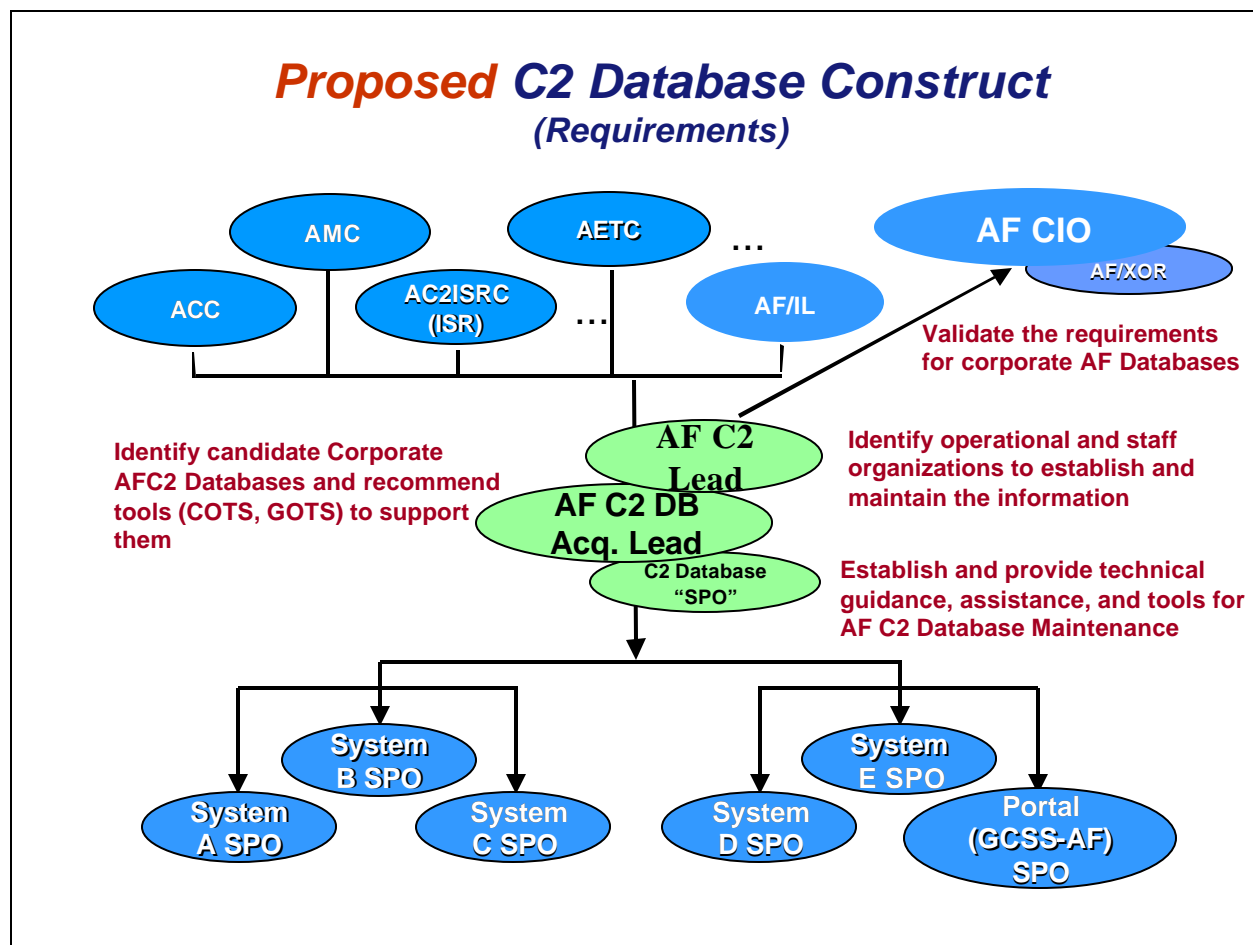 Proposed C2 Database Construct
(Requirements)
AMC
AETC
...
AF CIO
AF/XOR
ACC
AC2ISRC
(ISR)
...
AF/IL
Validate the requirements
for corporate AF Databases
Identify candidate Corporate
AFC2 Databases and recommend
tools (COTS, GOTS) to support
them
AF C2
Lead
Identify operational and staff
organizations to establish and
maintain the information
AF C2 DB
Acq. Lead
C2 Database
“SPO”
Establish and provide technical
guidance, assistance, and tools for
AF C2 Database Maintenance
System
B SPO
System
E SPO
System
A SPO
System
C SPO
System
D SPO
Portal
(GCSS-AF)
SPO